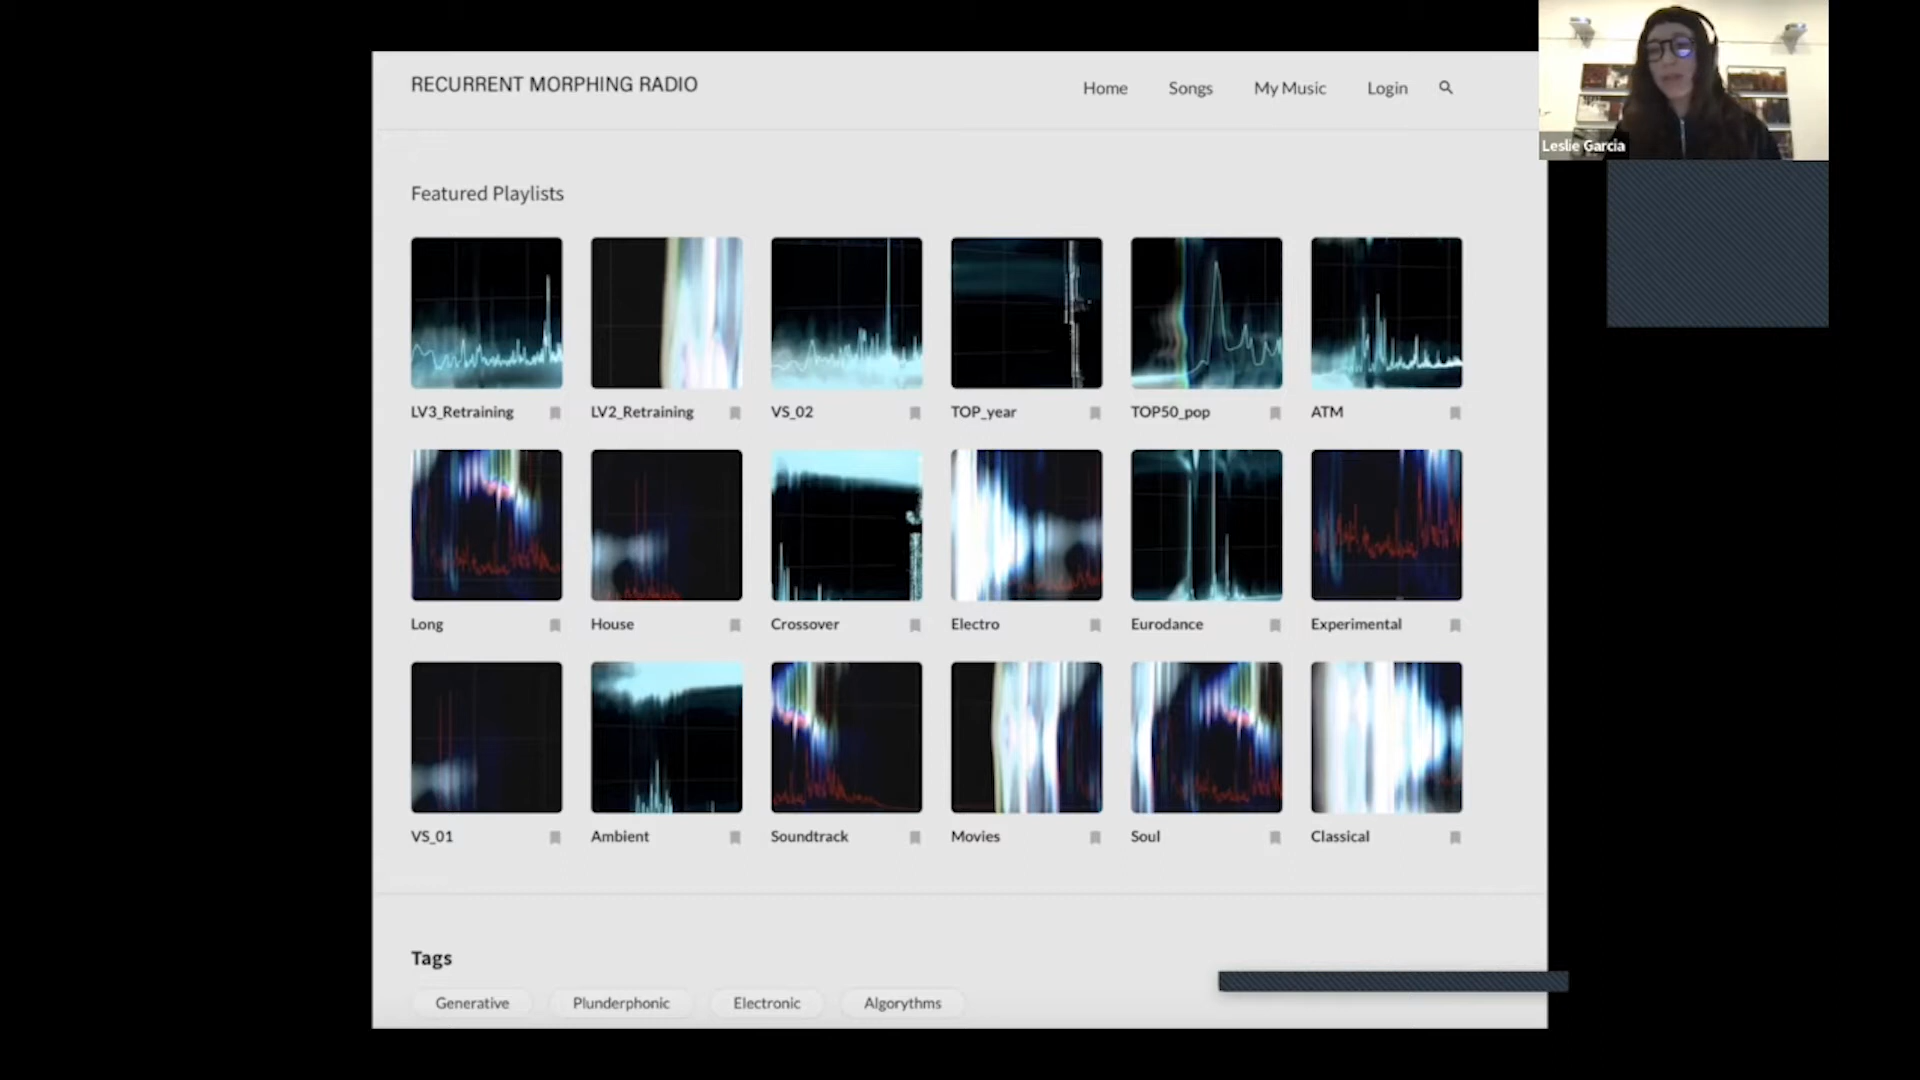 RECURRENT MORPHING RADIO
Home Songs My Music Login
Leslie Garcia
Featured Playlists
LV3_Retraining LV2_Retraining VS_02 TOP_year TOP50_pop ATM
Long House Crossover Electro Eurodance Experimental
VS_01 Ambient Soundtrack Movies Soul Classical
Tags
Generative Plunderphonic Electronic Algorythms